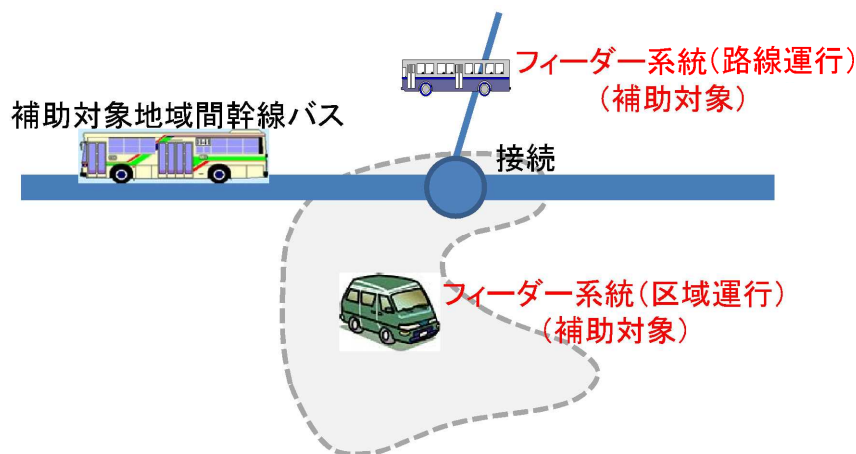 フィーダー系統(路線運行)
(補助対象)
補助対象地域間幹線バス
接続
フィーダー系統(区域運行)
(補助対象)